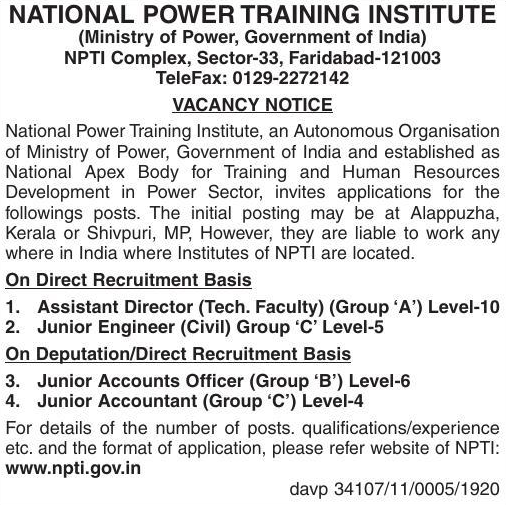 NATIONAL POWER TRAINING INSTITUTE
(Ministry of Power, Government of India)
NPTI Complex, Sector-33, Faridabad-121003
TeleFax: 0129-2272142
VACANCY NOTICE
National Power Training Institute, an Autonomous Organisation
of Ministry of Power, Government of India and established as
National Apex Body for Training and Human Resources
Development in Power Sector, invites applications for the
followings posts. The initial posting may be at Alappuzha,
Kerala or Shivpuri, MP, However, they are liable to work any
where in India where Institutes of NPTI are located.
On Direct Recruitment Basis
1. Assistant Director (Tech. Faculty) (Group ‘A’) Level-10
2. Junior Engineer (Civil) Group ‘C’ Level-5
On Deputation/Direct Recruitment Basis
3. Junior Accounts Officer (Group ‘B’) Level-6
4. Junior Accountant (Group ‘C’) Level-4
For details of the number of posts. qualifications/experience
etc. and the format of application, please refer website of NPTI:
www.npti.gov.in
davp 34107/11/0005/1920